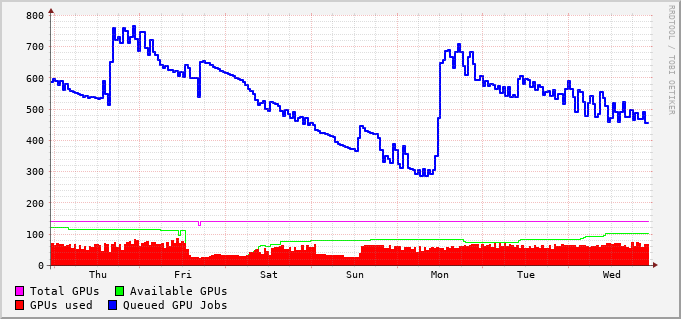 800
700
600
500
400
300
200
100
0
Thu Fri Sat Sun Mon Tue Wed
Total GPUs Available GPUs
GPUs used Queued GPU Jobs
RRDTOOL / TOBI OETIKER